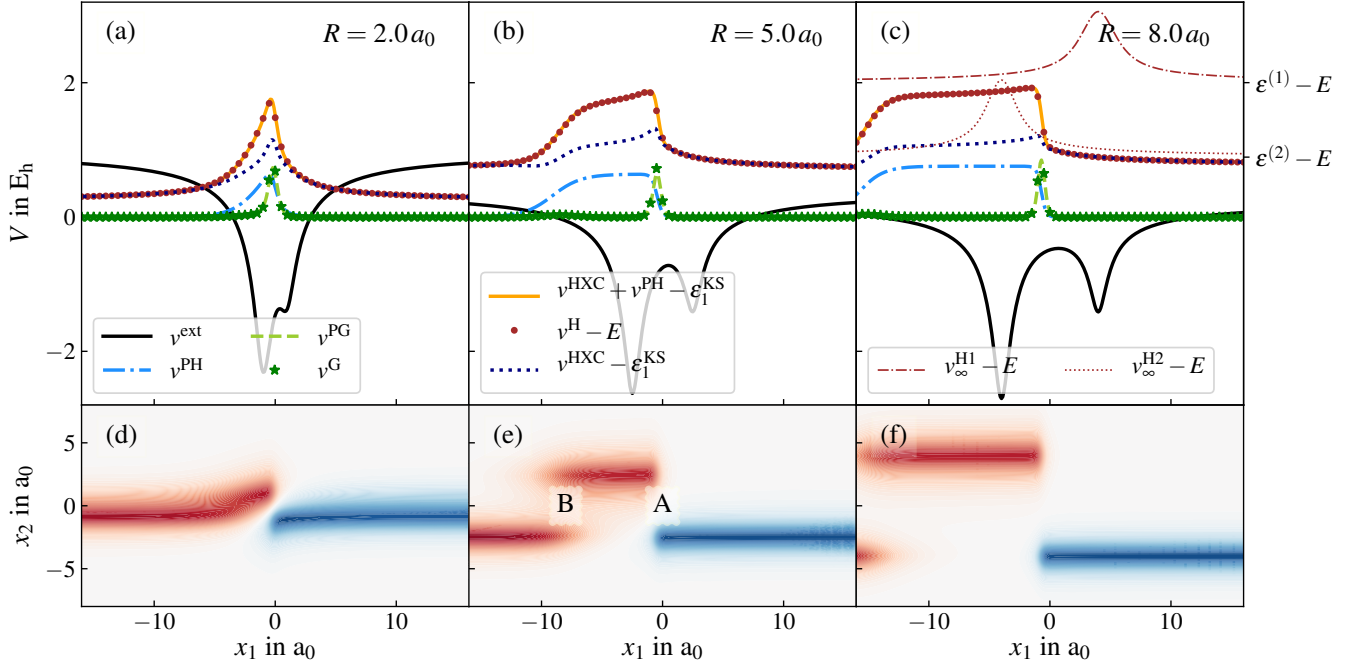 (a) R = 2.0 a₀
(b) R = 5.0 a₀
(c) R = 8.0 a₀
V in Eₕ
2
0
−2
ε⁽¹⁾ − E
ε⁽²⁾ − E
v^ext
v^PH
v^PG
v^G
v^HXC + v^PH − ε₁^KS
v^H − E
v^HXC − ε₁^KS
v_∞^H1 − E
v_∞^H2 − E
(d)
(e)
(f)
x₂ in a₀
5
0
−5
B
A
−10 0 10
−10 0 10
−10 0 10
x₁ in a₀
x₁ in a₀
x₁ in a₀